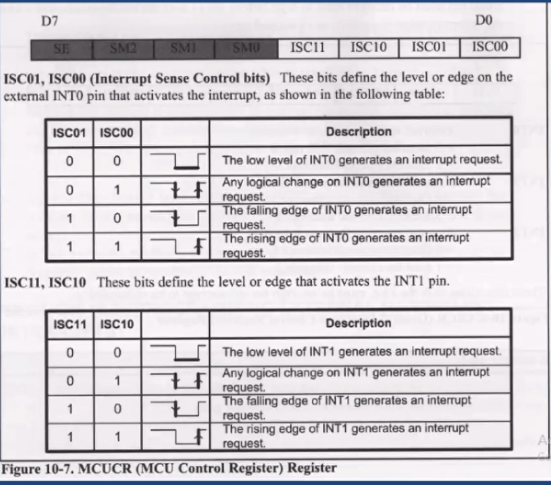 D7 D0
SE SM2 SM1 SM0 ISC11 ISC10 ISC01 ISC00
ISC01, ISC00 (Interrupt Sense Control bits) These bits define the level or edge on the
external INT0 pin that activates the interrupt, as shown in the following table:
ISC01 ISC00 Description
0 0 The low level of INT0 generates an interrupt request.
0 1 Any logical change on INT0 generates an interrupt
request.
1 0 The falling edge of INT0 generates an interrupt
request.
1 1 The rising edge of INT0 generates an interrupt
request.
ISC11, ISC10 These bits define the level or edge that activates the INT1 pin.
ISC11 ISC10 Description
0 0 The low level of INT1 generates an interrupt request.
0 1 Any logical change on INT1 generates an interrupt
request.
1 0 The falling edge of INT1 generates an interrupt
request.
1 1 The rising edge of INT1 generates an interrupt
request.
Figure 10-7. MCUCR (MCU Control Register) Register